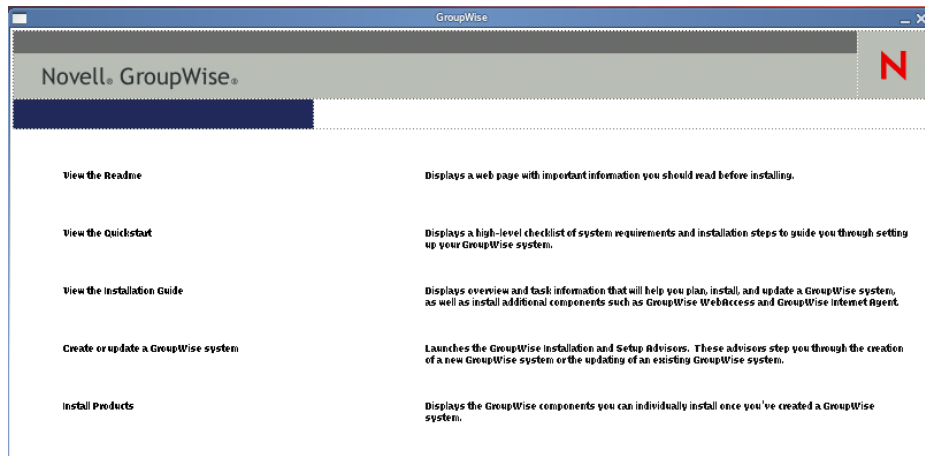 GroupWise
Novell® GroupWise®
N
View the Readme
Displays a web page with important information you should read before installing.
View the Quickstart
Displays a high-level checklist of system requirements and installation steps to guide you through setting
up your GroupWise system.
View the Installation Guide
Displays overview and task information that will help you plan, install, and update a GroupWise system,
as well as install additional components such as GroupWise WebAccess and GroupWise Internet Agent.
Create or update a GroupWise system
Launches the GroupWise Installation and Setup Advisors. These advisors step you through the creation
of a new GroupWise system or the updating of an existing GroupWise system.
Install Products
Displays the GroupWise components you can individually install once you've created a GroupWise
system.